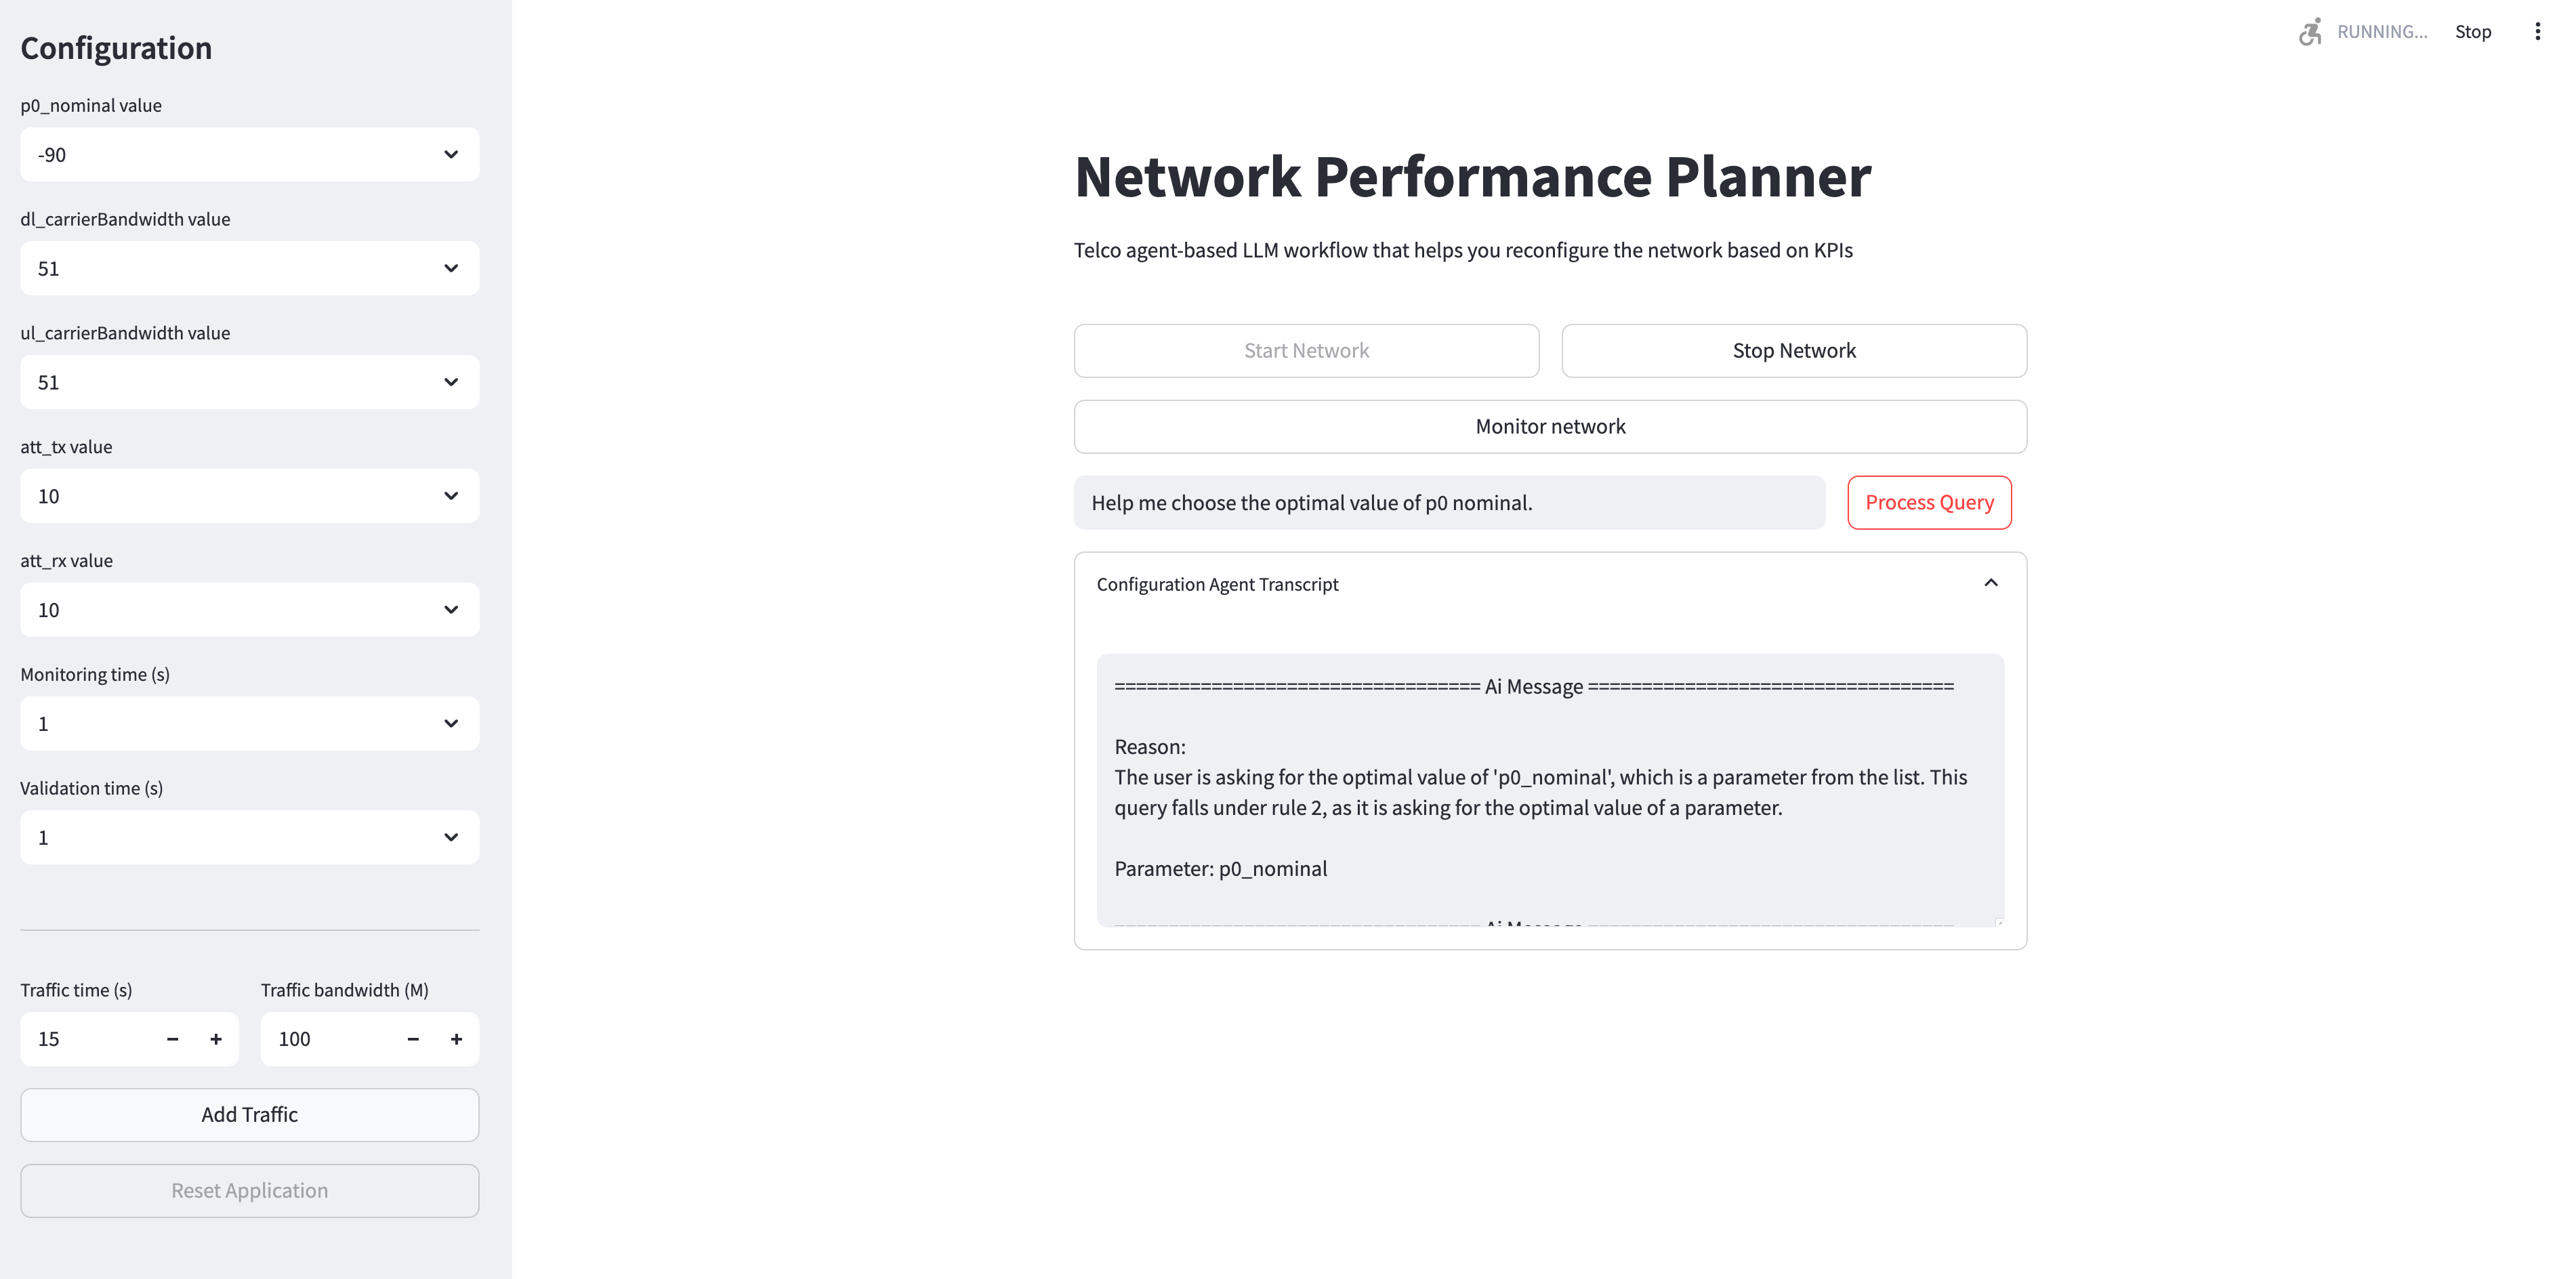 Configuration
p0_nominal value
-90
dl_carrierBandwidth value
51
ul_carrierBandwidth value
51
att_tx value
10
att_rx value
10
Monitoring time (s)
1
Validation time (s)
1
Traffic time (s)
15
Traffic bandwidth (M)
100
Add Traffic
Reset Application
RUNNING...
Stop
Network Performance Planner
Telco agent-based LLM workflow that helps you reconfigure the network based on KPIs
Start Network
Stop Network
Monitor network
Help me choose the optimal value of p0 nominal.
Process Query
Configuration Agent Transcript
================================== Ai Message ==================================
Reason:
The user is asking for the optimal value of 'p0_nominal', which is a parameter from the list. This
query falls under rule 2, as it is asking for the optimal value of a parameter.
Parameter: p0_nominal
================================== Ai Message ==================================